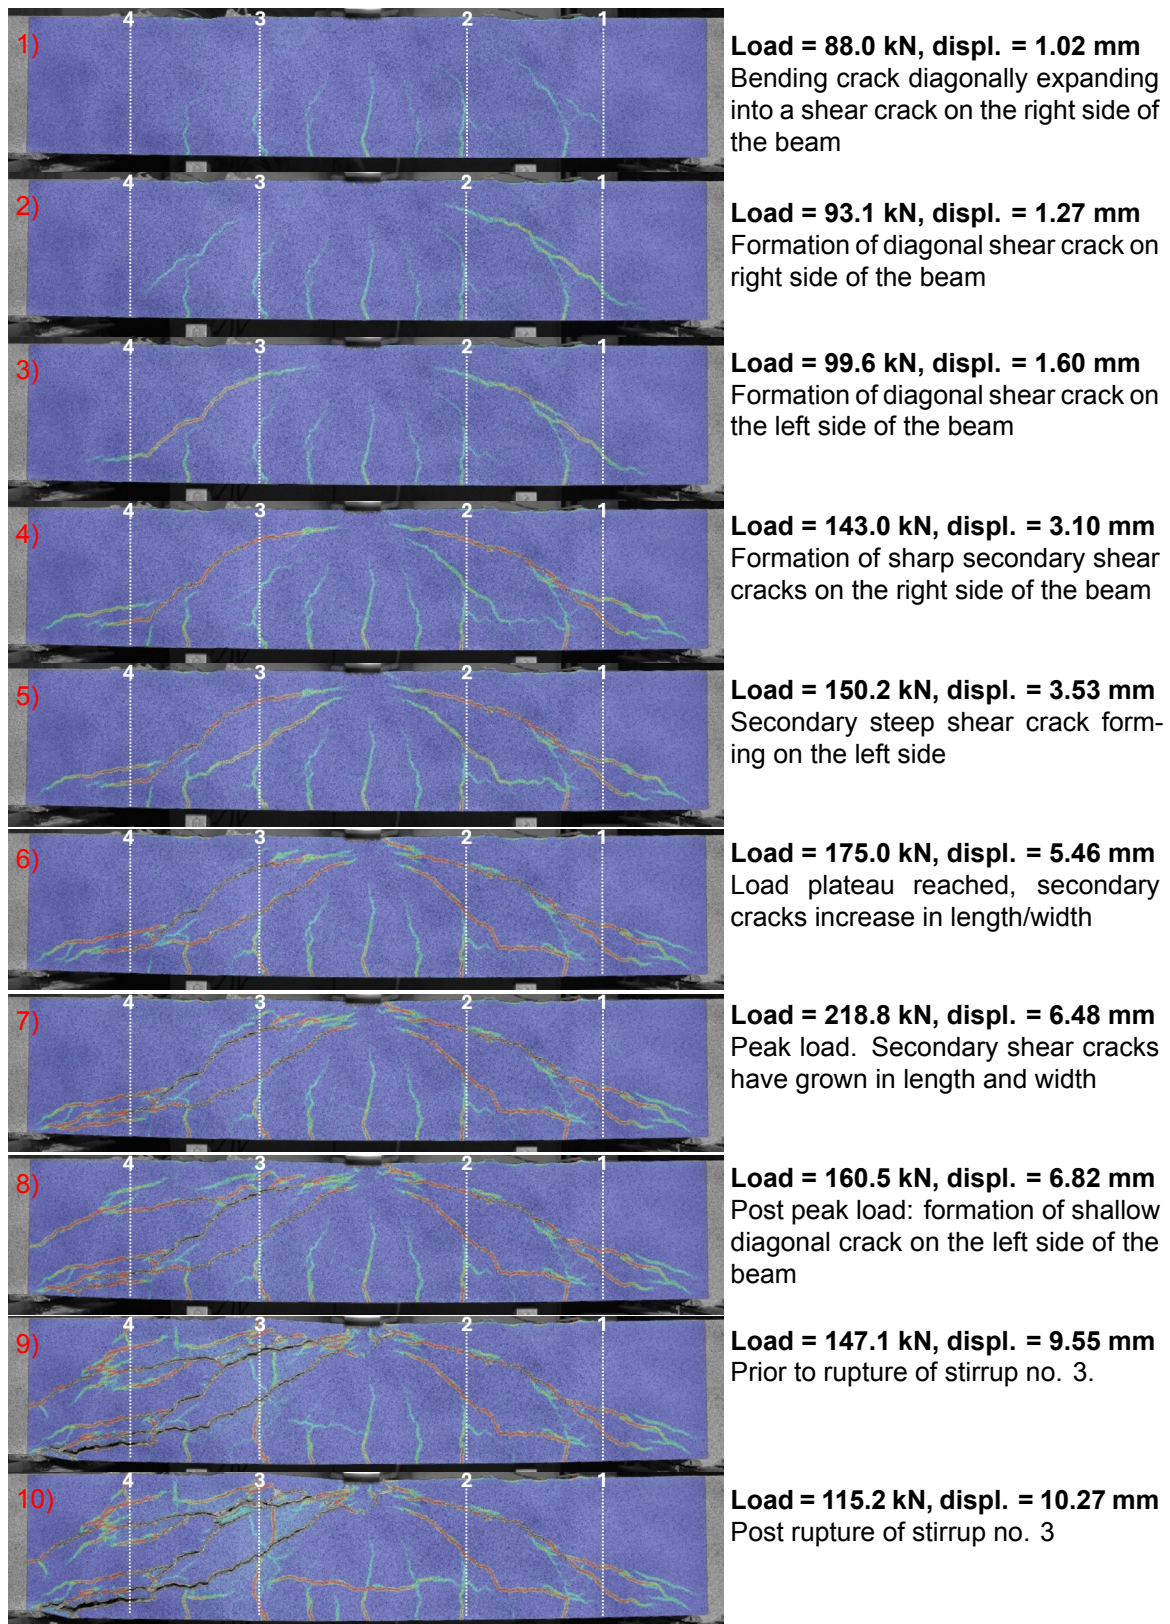 4 3 2 1
1)
Load = 88.0 kN, displ. = 1.02 mm
Bending crack diagonally expanding
into a shear crack on the right side of
the beam
4 3 2 1
2)
Load = 93.1 kN, displ. = 1.27 mm
Formation of diagonal shear crack on
right side of the beam
4 3 2 1
3)
Load = 99.6 kN, displ. = 1.60 mm
Formation of diagonal shear crack on
the left side of the beam
4 3 2 1
4)
Load = 143.0 kN, displ. = 3.10 mm
Formation of sharp secondary shear
cracks on the right side of the beam
4 3 2 1
5)
Load = 150.2 kN, displ. = 3.53 mm
Secondary steep shear crack form-
ing on the left side
4 3 2 1
6)
Load = 175.0 kN, displ. = 5.46 mm
Load plateau reached, secondary
cracks increase in length/width
4 3 2 1
7)
Load = 218.8 kN, displ. = 6.48 mm
Peak load. Secondary shear cracks
have grown in length and width
4 3 2 1
8)
Load = 160.5 kN, displ. = 6.82 mm
Post peak load: formation of shallow
diagonal crack on the left side of the
beam
4 3 2 1
9)
Load = 147.1 kN, displ. = 9.55 mm
Prior to rupture of stirrup no. 3.
4 3 2 1
10)
Load = 115.2 kN, displ. = 10.27 mm
Post rupture of stirrup no. 3